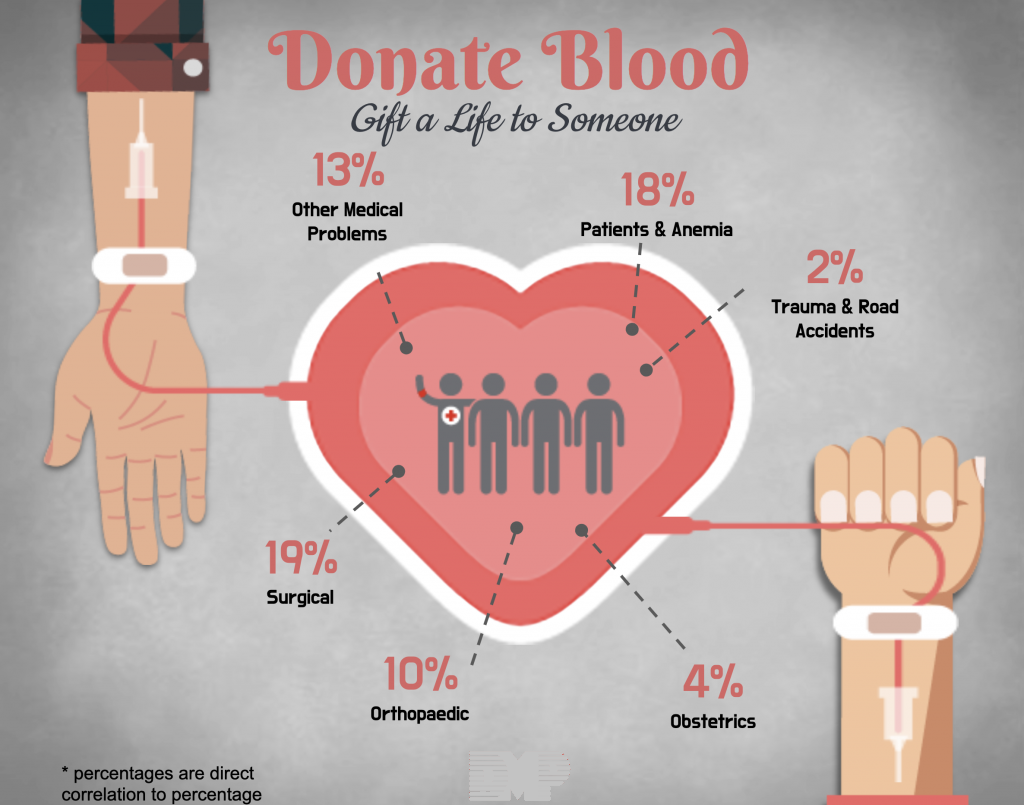 Donate Blood
Gift a Life to Someone
13%
Other Medical
Problems
18%
Patients & Anemia
2%
Trauma & Road
Accidents
19%
Surgical
10%
Orthopaedic
4%
Obstetrics
* percentages are direct
correlation to percentage